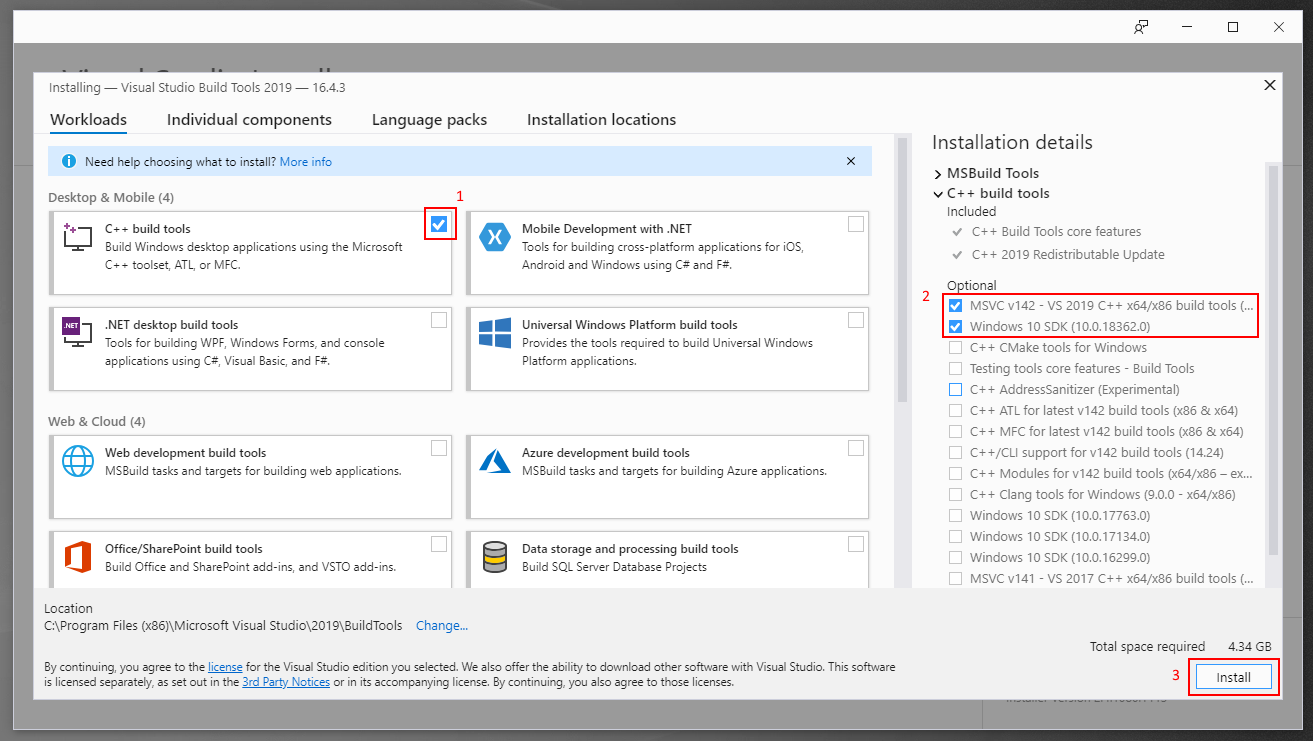 Installing — Visual Studio Build Tools 2019 — 16.4.3
Workloads
Individual components
Language packs
Installation locations
Need help choosing what to install? More info
Desktop & Mobile (4)
1
C++ build tools
Build Windows desktop applications using the Microsoft
C++ toolset, ATL, or MFC.
Mobile Development with .NET
Tools for building cross-platform applications for iOS,
Android and Windows using C# and F#.
.NET
.NET desktop build tools
Tools for building WPF, Windows Forms, and console
applications using C#, Visual Basic, and F#.
Universal Windows Platform build tools
Provides the tools required to build Universal Windows
Platform applications.
Web & Cloud (4)
Web development build tools
MSBuild tasks and targets for building web applications.
Azure development build tools
MSBuild tasks and targets for building Azure applications.
Office/SharePoint build tools
Build Office and SharePoint add-ins, and VSTO add-ins.
Data storage and processing build tools
Build SQL Server Database Projects
Installation details
MSBuild Tools
C++ build tools
Included
C++ Build Tools core features
C++ 2019 Redistributable Update
Optional
2
MSVC v142 - VS 2019 C++ x64/x86 build tools (...
Windows 10 SDK (10.0.18362.0)
C++ CMake tools for Windows
Testing tools core features - Build Tools
C++ AddressSanitizer (Experimental)
C++ ATL for latest v142 build tools (x86 & x64)
C++ MFC for latest v142 build tools (x86 & x64)
C++/CLI support for v142 build tools (14.24)
C++ Modules for v142 build tools (x64/x86 – ex...
C++ Clang tools for Windows (9.0.0 - x64/x86)
Windows 10 SDK (10.0.17763.0)
Windows 10 SDK (10.0.17134.0)
Windows 10 SDK (10.0.16299.0)
MSVC v141 - VS 2017 C++ x64/x86 build tools (...
Location
C:\Program Files (x86)\Microsoft Visual Studio\2019\BuildTools Change...
Total space required 4.34 GB
By continuing, you agree to the license for the Visual Studio edition you selected. We also offer the ability to download other software with Visual Studio. This software
is licensed separately, as set out in the 3rd Party Notices or in its accompanying license. By continuing, you also agree to those licenses.
3
Install